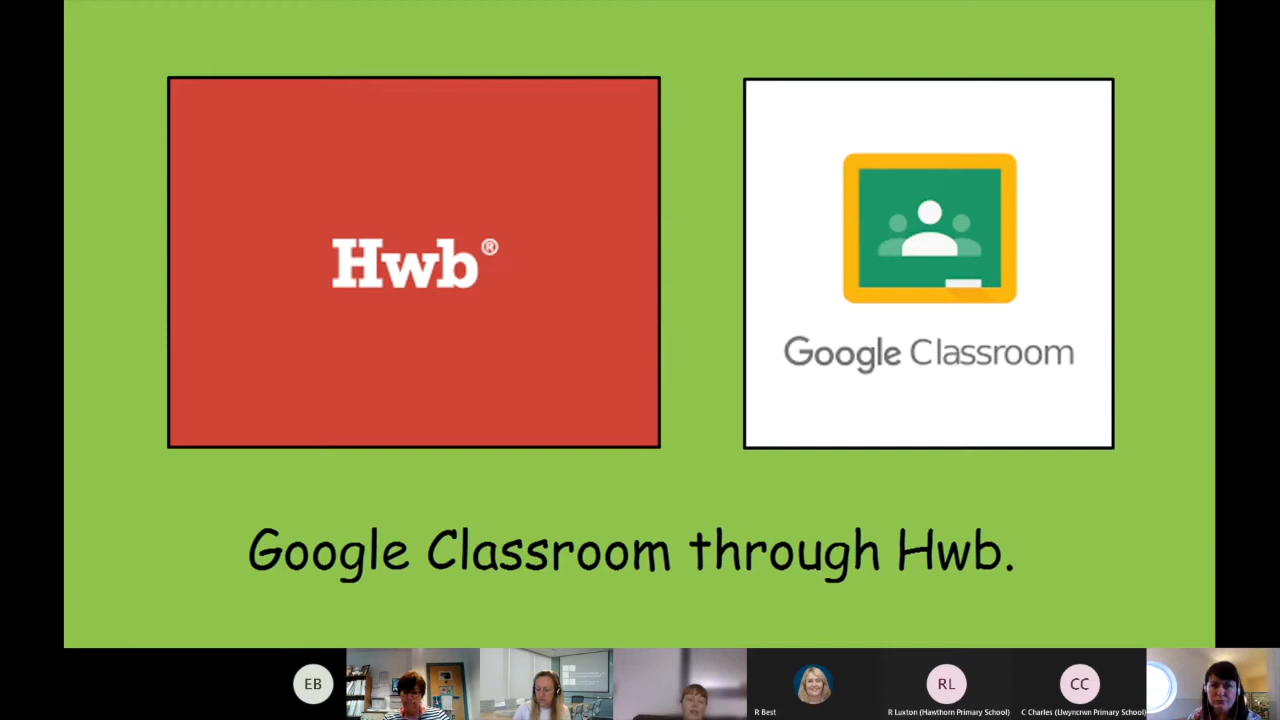 Hwb®
Google Classroom
Google Classroom through Hwb.
EB
RL
CC
R Best
R Luxton (Hawthorn Primary School)
C Charles (Llwyncrwn Primary School)